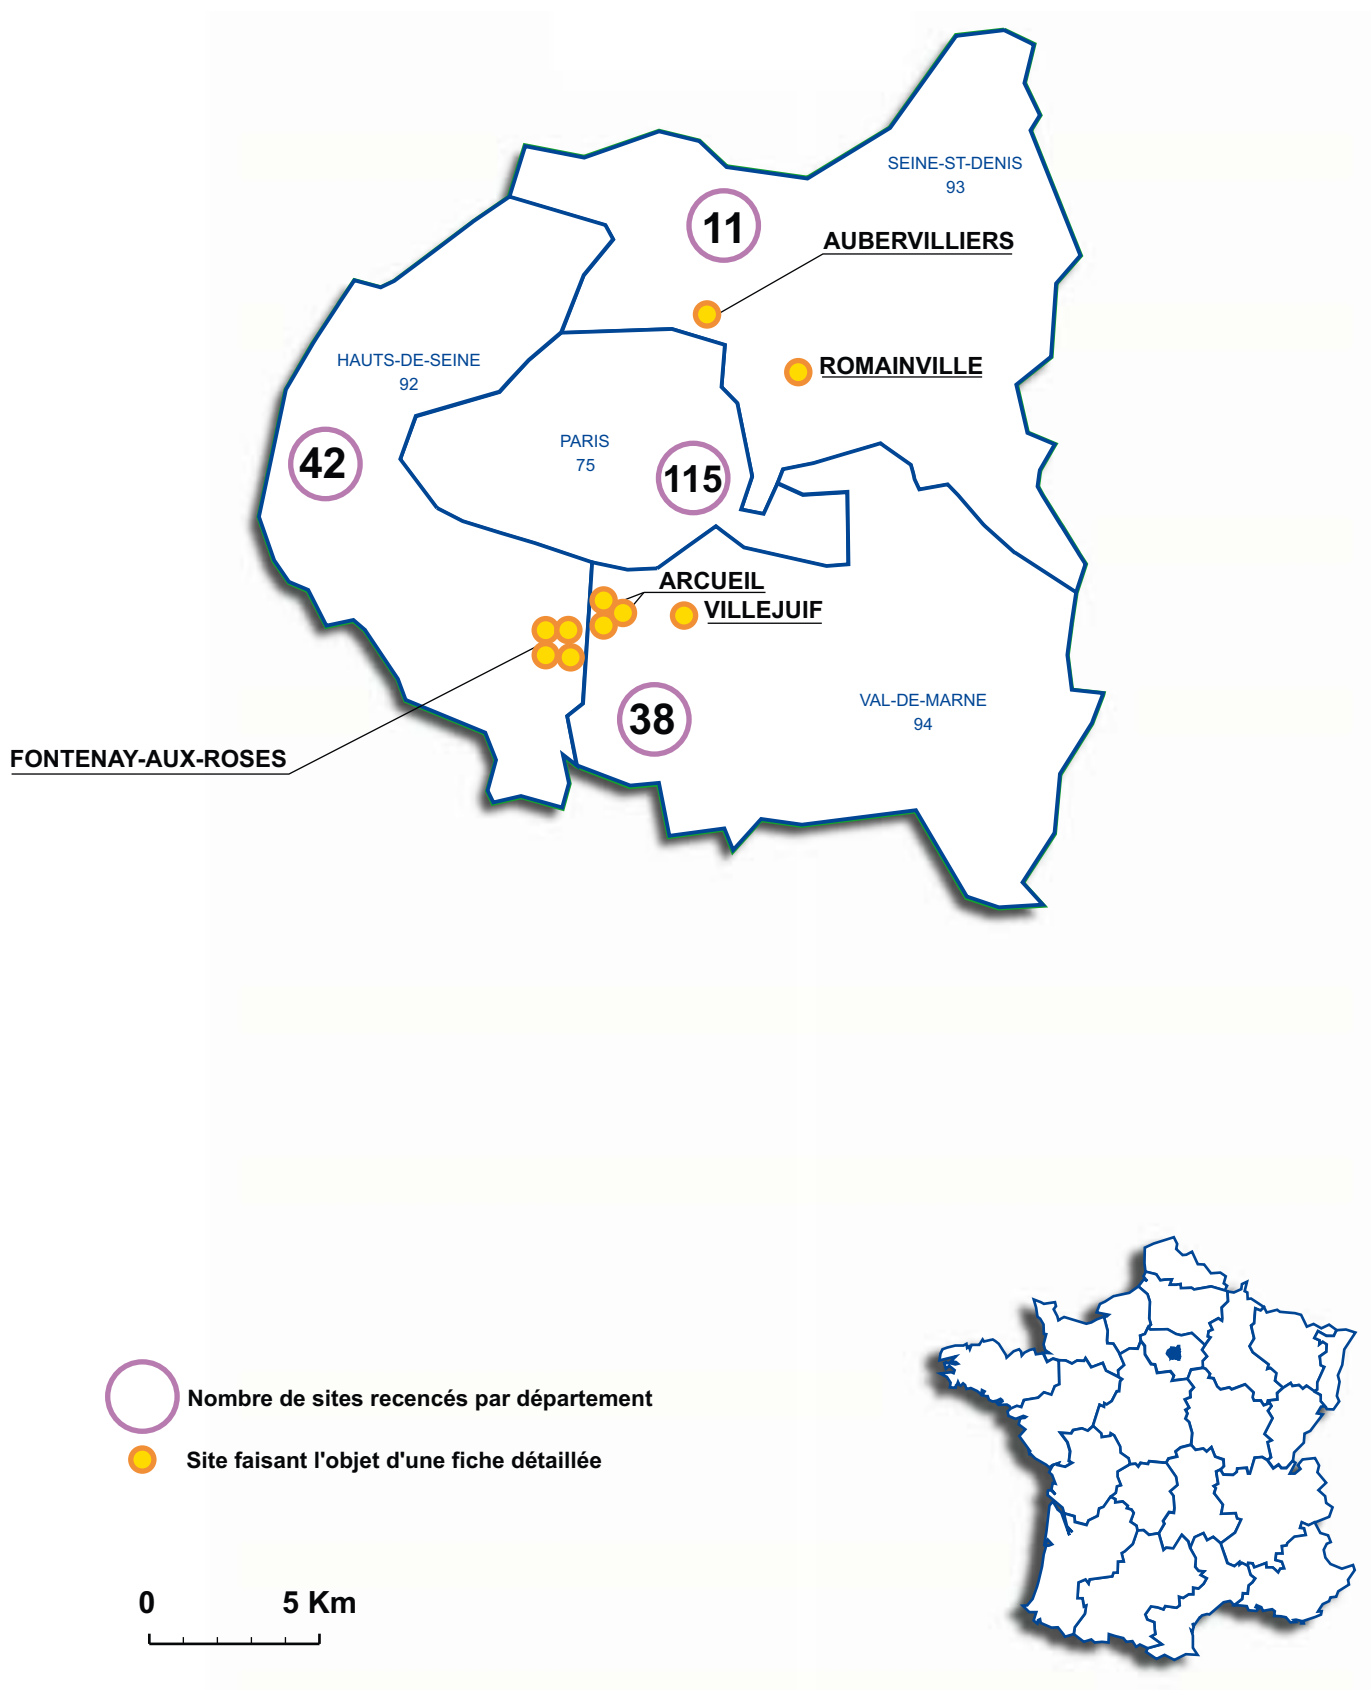 SEINE-ST-DENIS
93
11
AUBERVILLIERS
HAUTS-DE-SEINE
92
ROMAINVILLE
PARIS
75
42
115
ARCUEIL
VILLEJUIF
VAL-DE-MARNE
94
38
FONTENAY-AUX-ROSES
Nombre de sites recencés par département
Site faisant l'objet d'une fiche détaillée
0 5 Km